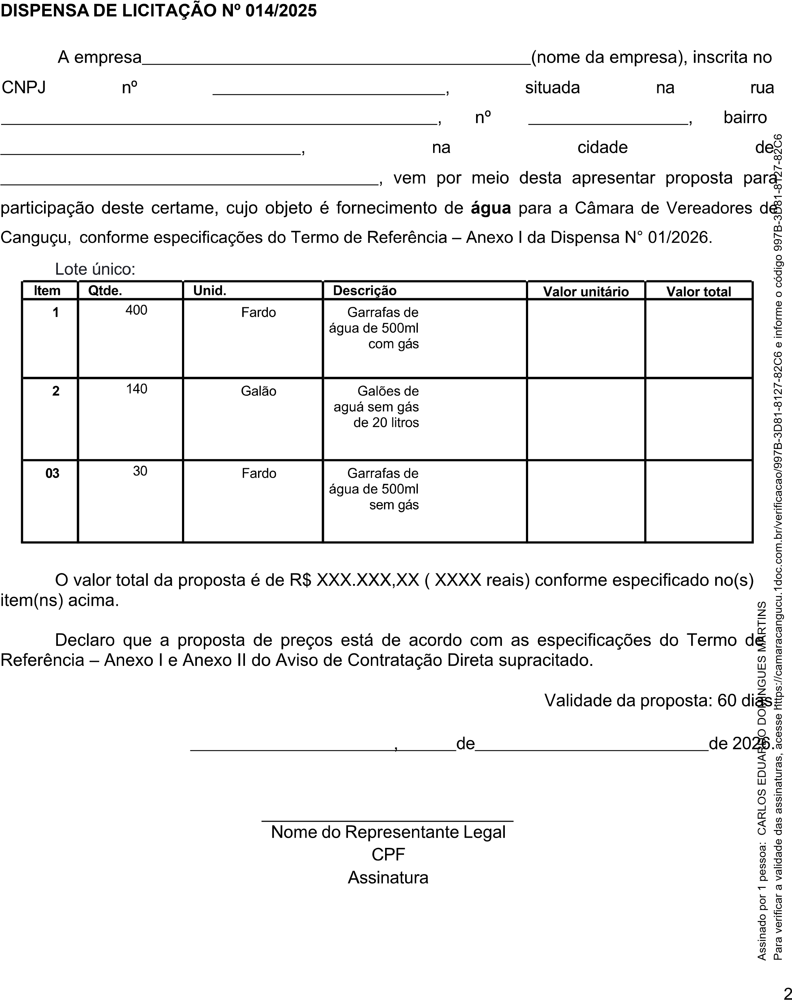 DISPENSA DE LICITAÇÃO Nº 014/2025
A empresa________________________________________(nome da empresa), inscrita no
CNPJ nº ________________________, situada na rua
_____________________________________________, nº ________________, bairro
_______________________________, na cidade de
_______________________________________, vem por meio desta apresentar proposta para
participação deste certame, cujo objeto é fornecimento de água para a Câmara de Vereadores de
Canguçu, conforme especificações do Termo de Referência – Anexo I da Dispensa N° 01/2026.
Lote único:
Item Qtde. Unid. Descrição Valor unitário Valor total
1 400 Fardo Garrafas de
água de 500ml
com gás
2 140 Galão Galões de
aguá sem gás
de 20 litros
03 30 Fardo Garrafas de
água de 500ml
sem gás
O valor total da proposta é de R$ XXX.XXX,XX ( XXXX reais) conforme especificado no(s)
item(ns) acima.
Declaro que a proposta de preços está de acordo com as especificações do Termo de
Referência – Anexo I e Anexo II do Aviso de Contratação Direta supracitado.
Validade da proposta: 60 dias.
_____________________,______de________________________de 2026.
Nome do Representante Legal
CPF
Assinatura
Assinado por 1 pessoa: CARLOS EDUARDO DOMINGUES MARTINS
Para verificar a validade das assinaturas, acesse https://camaracangucu.1doc.com.br/verificacao/997B-3D81-8127-82C6 e informe o código 997B-3D81-8127-82C6
2